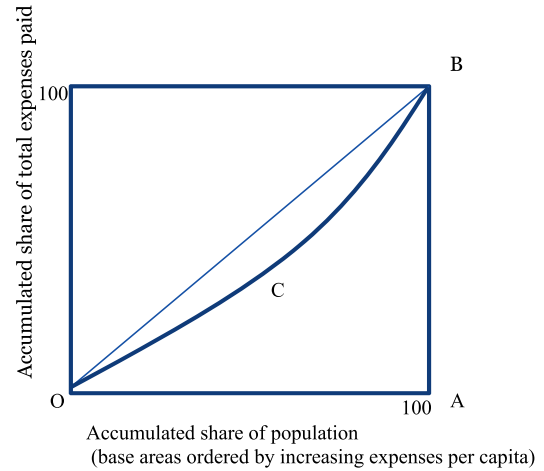 Accumulated share of total expenses paid
B
100
C
O
100
A
Accumulated share of population
(base areas ordered by increasing expenses per capita)